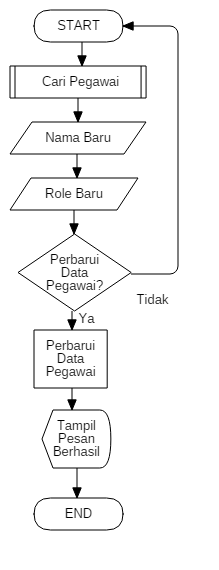 START
Cari Pegawai
Nama Baru
Role Baru
Perbarui
Data
Pegawai?
Tidak
Ya
Perbarui
Data
Pegawai
Tampil
Pesan
Berhasil
END